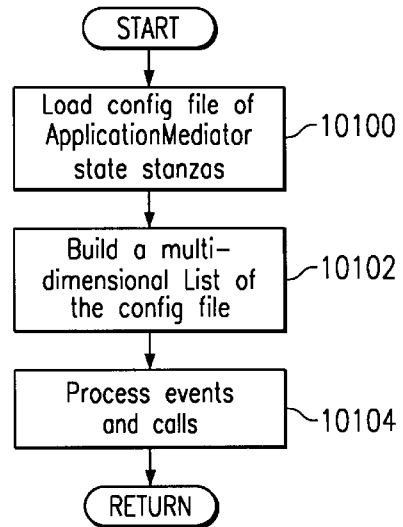 START
Load config file of
ApplicationMediator
state stanzas
10100
Build a multi-
dimensional List of
the config file
10102
Process events
and calls
10104
RETURN